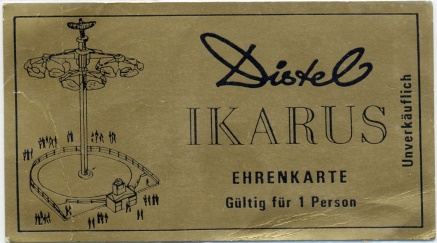 Distel
IKARUS
EHRENKARTE
Gültig für 1 Person
Unverkäuflich